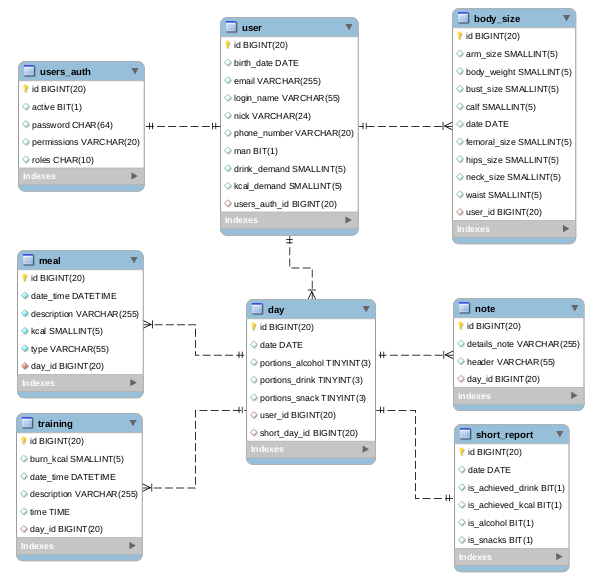 users_auth
id BIGINT(20)
active BIT(1)
password CHAR(64)
permissions VARCHAR(20)
roles CHAR(10)
Indexes
user
id BIGINT(20)
birth_date DATE
email VARCHAR(255)
login_name VARCHAR(55)
nick VARCHAR(24)
phone_number VARCHAR(20)
man BIT(1)
drink_demand SMALLINT(5)
kcal_demand SMALLINT(5)
users_auth_id BIGINT(20)
Indexes
body_size
id BIGINT(20)
arm_size SMALLINT(5)
body_weight SMALLINT(5)
bust_size SMALLINT(5)
calf SMALLINT(5)
date DATE
femoral_size SMALLINT(5)
hips_size SMALLINT(5)
neck_size SMALLINT(5)
waist SMALLINT(5)
user_id BIGINT(20)
Indexes
meal
id BIGINT(20)
date_time DATETIME
description VARCHAR(255)
kcal SMALLINT(5)
type VARCHAR(55)
day_id BIGINT(20)
Indexes
day
id BIGINT(20)
date DATE
portions_alcohol TINYINT(3)
portions_drink TINYINT(3)
portions_snack TINYINT(3)
user_id BIGINT(20)
short_day_id BIGINT(20)
Indexes
note
id BIGINT(20)
details_note VARCHAR(255)
header VARCHAR(55)
day_id BIGINT(20)
Indexes
training
id BIGINT(20)
burn_kcal SMALLINT(5)
date_time DATETIME
description VARCHAR(255)
time TIME
day_id BIGINT(20)
Indexes
short_report
id BIGINT(20)
date DATE
is_achieved_drink BIT(1)
is_achieved_kcal BIT(1)
is_alcohol BIT(1)
is_snacks BIT(1)
Indexes